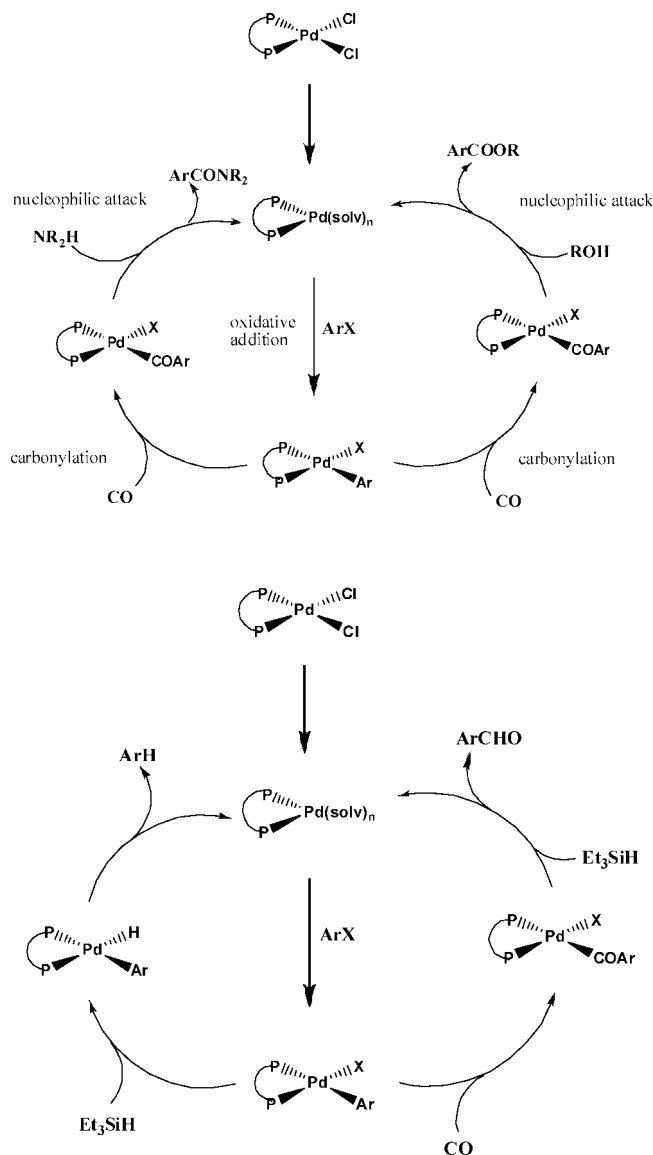 P Cl
Pd
P Cl
ArCONR2 ArCOOR
nucleophilic attack P nucleophilic attack
Pd(solv)n
NR2H P ROH
P X oxidative ArX P X
Pd addition Pd
P COAr P COAr
P X
carbonylation Pd carbonylation
P Ar
CO CO
P Cl
Pd
P Cl
ArH ArCHO
P
Pd(solv)n
P
Et3SiH
P H ArX P X
Pd Pd
P Ar P COAr
P X
Pd
P Ar
Et3SiH CO